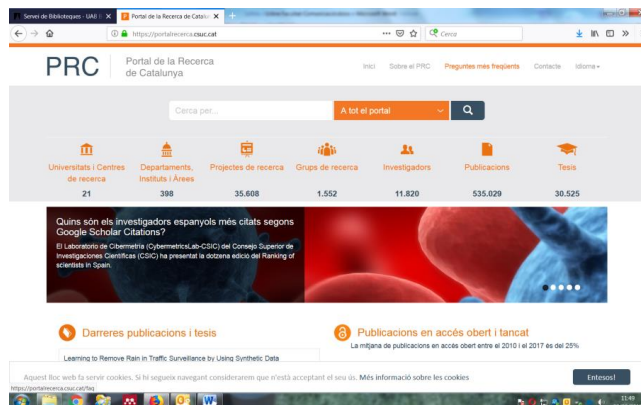 Servei de Biblioteques - UAB
Portal de la Recerca de Catalu
https://portalrecerca.csuc.cat
Cerca
PRC
Portal de la Recerca
de Catalunya
Inici Sobre el PRC Preguntes més freqüents Contacte Idioma
Cerca per... A tot el portal
Universitats i Centres
de recerca
21
Departaments,
Instituts i Àrees
398
Projectes de recerca
35.608
Grups de recerca
1.552
Investigadors
11.820
Publicacions
535.029
Tesis
30.525
Quins són els investigadors espanyols més citats segons
Google Scholar Citations?
El Laboratorio de Cibermetría (CybermetricsLab-
CSIC) del Consejo Superior de
Investigaciones Científicas (CSIC) ha presentat la dotzena edició del Ranking of
scientists in Spain.
Darreres publicacions i tesis
Learning to Remove Rain in Traffic Surveillance by Using Synthetic Data
Publicacions en accés obert i tancat
La mitjana de publicacions en accés obert entre el 2010 i el 2017 és del 25%
Aquest lloc web fa servir cookies. Si hi segueix navegant considerarem que n'està acceptant el seu ús. Més informació sobre les cookies
Entesos!
https://portalrecerca.csuc.cat/faq
11:49